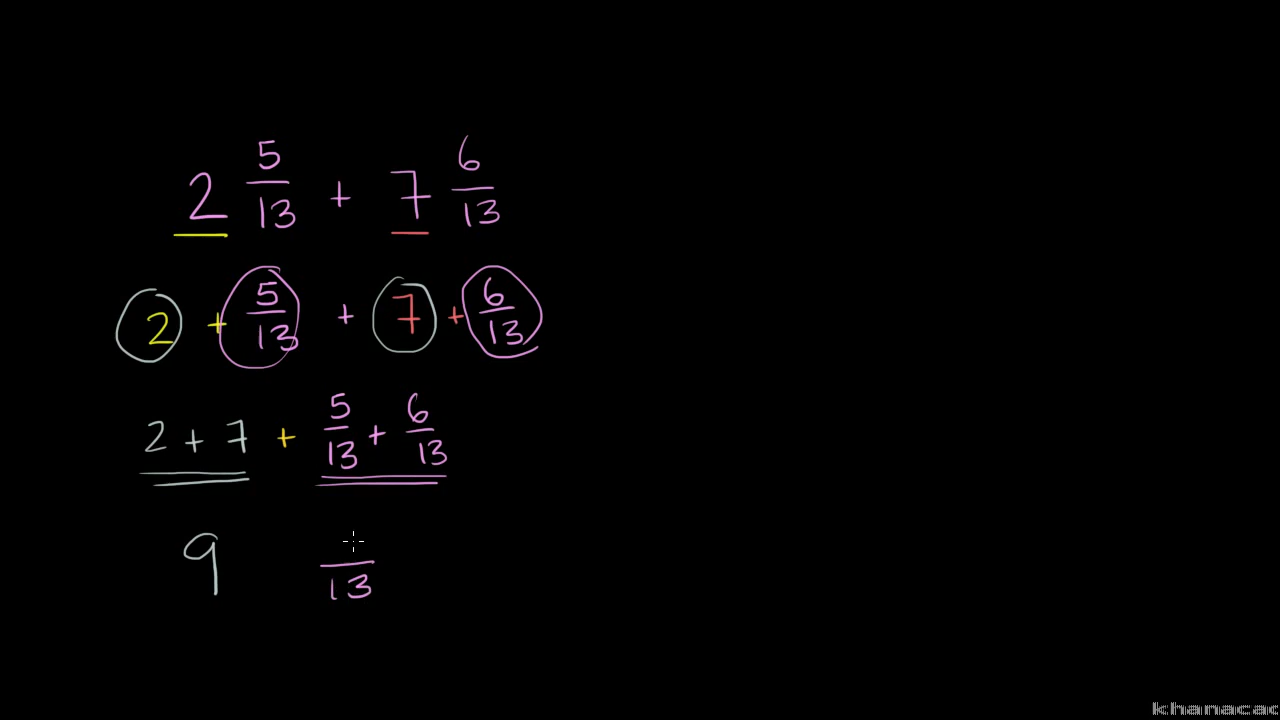 2 5/13 + 7 6/13
2 + 5/13 + 7 + 6/13
2 + 7 + 5/13 + 6/13
9 /13
khanacac